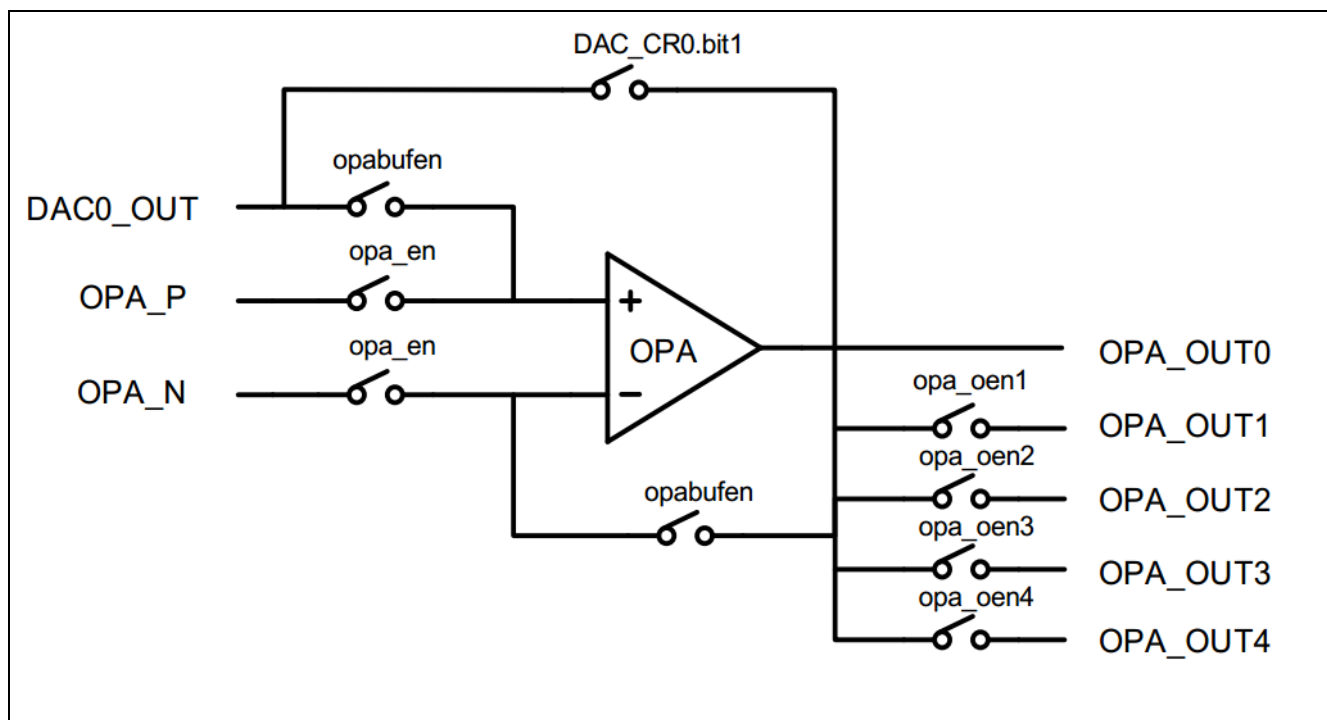 DAC_CR0.bit1
opabufen
DAC0_OUT
opa_en
OPA_P
opa_en
OPA_N
+
OPA
−
opabufen
OPA_OUT0
opa_oen1
OPA_OUT1
opa_oen2
OPA_OUT2
opa_oen3
OPA_OUT3
opa_oen4
OPA_OUT4